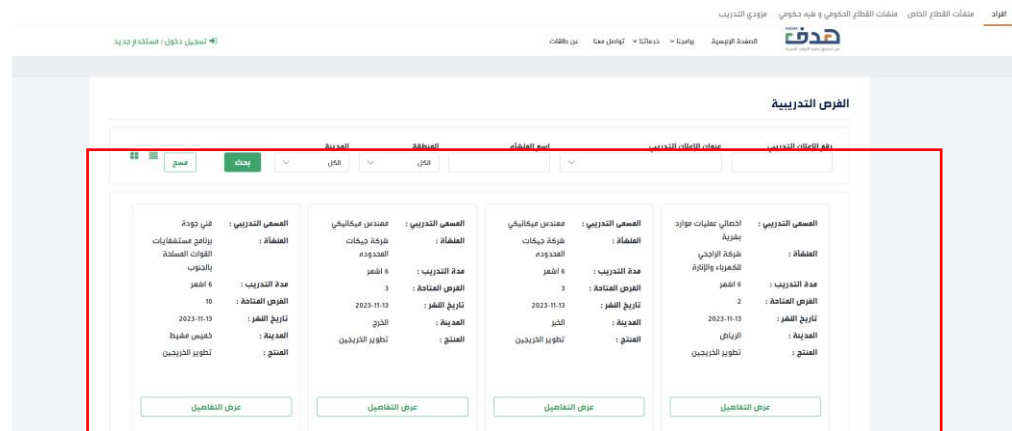 افراد منشآت القطاع الخاص منشآت القطاع الحكومي و شبه حكومي مزودي التدريب
هدف
الصفحة الرئيسية برامجنا خدماتنا تواصل معنا عن طاقات
تسجيل دخول / مستخدم جديد
الفرص التدريبية
رقم الإعلان التدريبي عنوان الإعلان التدريبي اسم المنشأه المنطقة المدينة
الكل الكل بحث مسح
المسمى التدريبي : اخصائي عمليات موارد بشرية
المنشأة : شركة الراجحي للكهرباء والإنارة
مدة التدريب : 6 اشهر
الفرص المتاحة : 2
تاريخ النشر : 2023-11-13
المدينة : الرياض
المنتج : تطوير الخريجين
عرض التفاصيل
المسمى التدريبي : مهندس ميكانيكي
المنشأة : شركة جيكات المحدوده
مدة التدريب : 6 اشهر
الفرص المتاحة : 3
تاريخ النشر : 2023-11-13
المدينة : الخبر
المنتج : تطوير الخريجين
عرض التفاصيل
المسمى التدريبي : مهندس ميكانيكي
المنشأة : شركة جيكات المحدوده
مدة التدريب : 6 اشهر
الفرص المتاحة : 3
تاريخ النشر : 2023-11-13
المدينة : الخرج
المنتج : تطوير الخريجين
عرض التفاصيل
المسمى التدريبي : فني جودة
المنشأة : برنامج مستشفيات القوات المسلحة بالجنوب
مدة التدريب : 6 اشهر
الفرص المتاحة : 10
تاريخ النشر : 2023-11-13
المدينة : خميس مشيط
المنتج : تطوير الخريجين
عرض التفاصيل